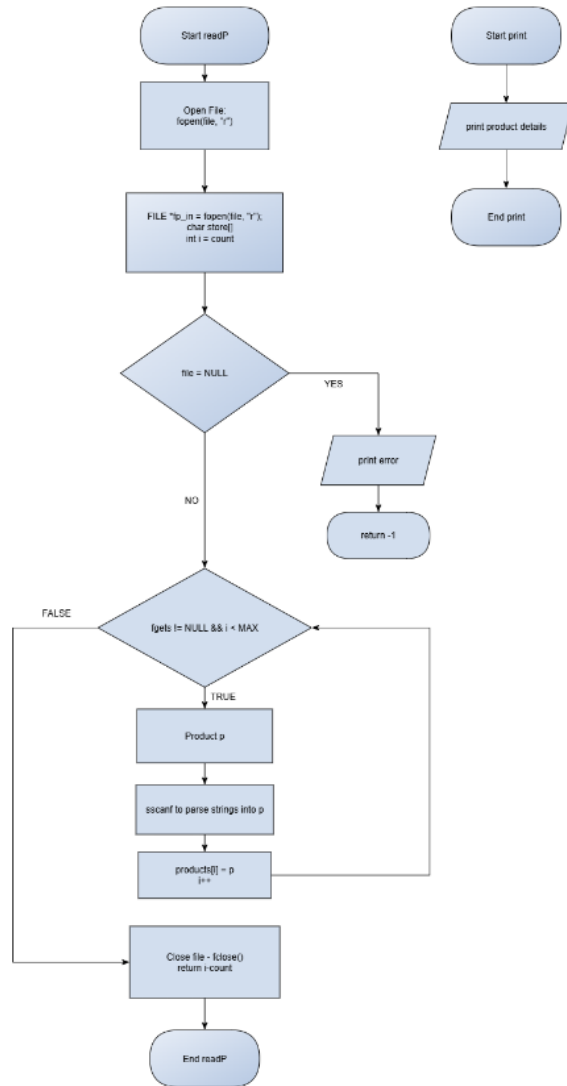 Start readP
Open File:
fopen(file, "r")
FILE *fp_in = fopen(file, "r");
char store[]
int i = count
file = NULL
YES
print error
return -1
NO
fgets != NULL && i < MAX
FALSE
TRUE
Product p
sscanf to parse strings into p
products[i] = p
i++
Close file - fclose()
return i-count
End readP
Start print
print product details
End print